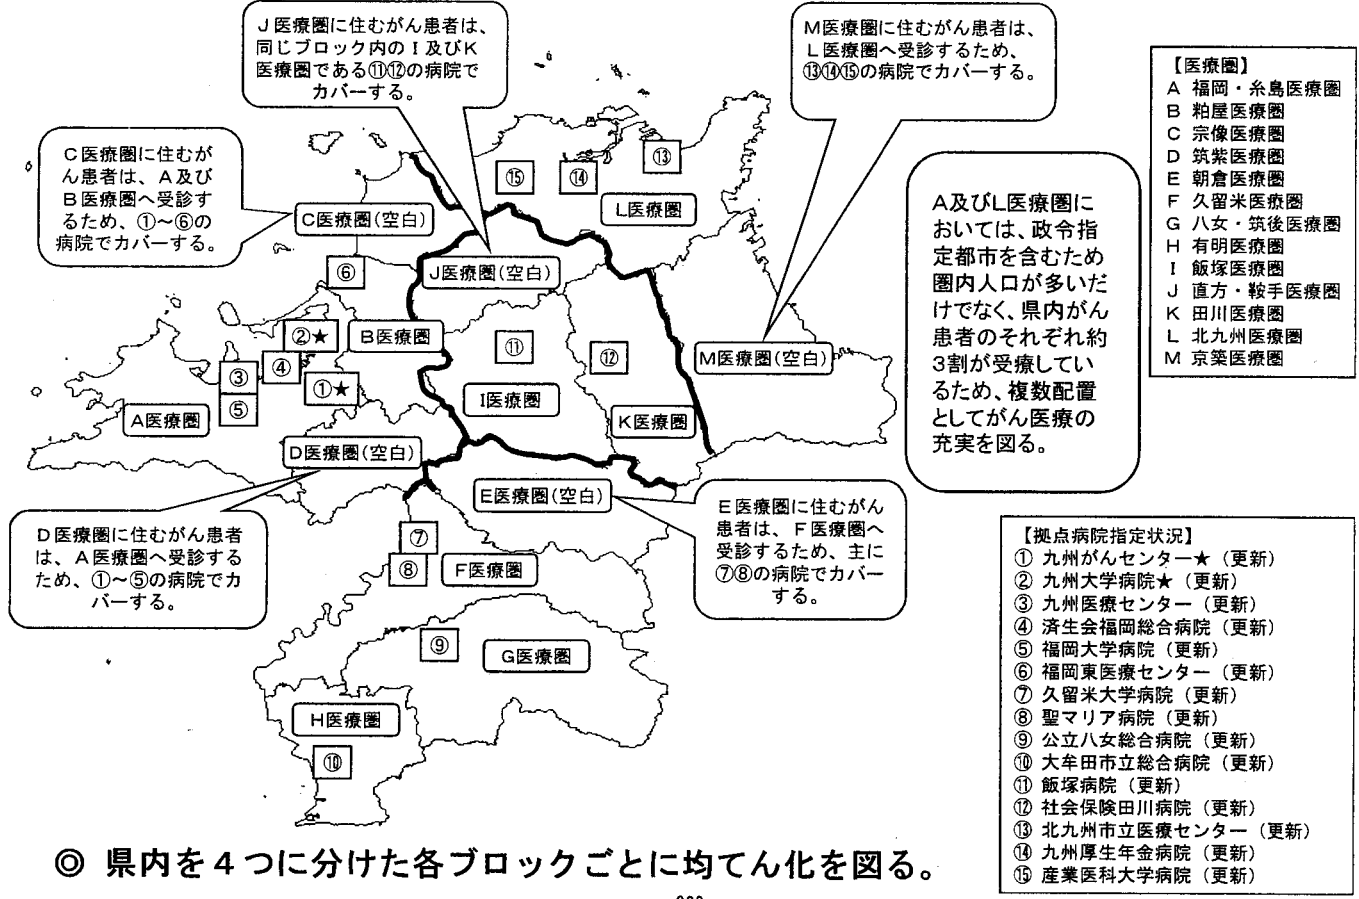 J医療圏に住むがん患者は、
同じブロック内のI及びK
医療圏である⑪⑫の病院で
カバーする。
M医療圏に住むがん患者は、
L医療圏へ受診するため、
⑬⑭⑮の病院でカバーする。
C医療圏に住むが
ん患者は、A及び
B医療圏へ受診す
るため、①~⑥の
病院でカバーする。
【医療圏】
A 福岡・糸島医療圏
B 粕屋医療圏
C 宗像医療圏
D 筑紫医療圏
E 朝倉医療圏
F 久留米医療圏
G 八女・筑後医療圏
H 有明医療圏
I 飯塚医療圏
J 直方・鞍手医療圏
K 田川医療圏
L 北九州医療圏
M 京築医療圏
A及びL医療圏に
おいては、政令指
定都市を含むため
圏内人口が多いだ
けでなく、県内がん
患者のそれぞれ約
3割が受療してい
るため、複数配置
としてがん医療の
充実を図る。
⑬
⑮
⑭
L医療圏
C医療圏(空白)
⑥
J医療圏(空白)
②★
B医療圏
⑪
⑫
M医療圏(空白)
④
③
①★
⑤
A医療圏
I医療圏
K医療圏
D医療圏(空白)
E医療圏(空白)
D医療圏に住むがん患者
は、A医療圏へ受診する
ため、①~⑤の病院でカ
バーする。
E医療圏に住むがん
患者は、F医療圏へ
受診するため、主に
⑦⑧の病院でカバー
する。
⑦
⑧
F医療圏
⑨
G医療圏
H医療圏
⑩
【拠点病院指定状況】
① 九州がんセンター★(更新)
② 九州大学病院★(更新)
③ 九州医療センター(更新)
④ 済生会福岡総合病院(更新)
⑤ 福岡大学病院(更新)
⑥ 福岡東医療センター(更新)
⑦ 久留米大学病院(更新)
⑧ 聖マリア病院(更新)
⑨ 公立八女総合病院(更新)
⑩ 大牟田市立総合病院(更新)
⑪ 飯塚病院(更新)
⑫ 社会保険田川病院(更新)
⑬ 北九州市立医療センター(更新)
⑭ 九州厚生年金病院(更新)
⑮ 産業医科大学病院(更新)
◎ 県内を4つに分けた各ブロックごとに均てん化を図る。